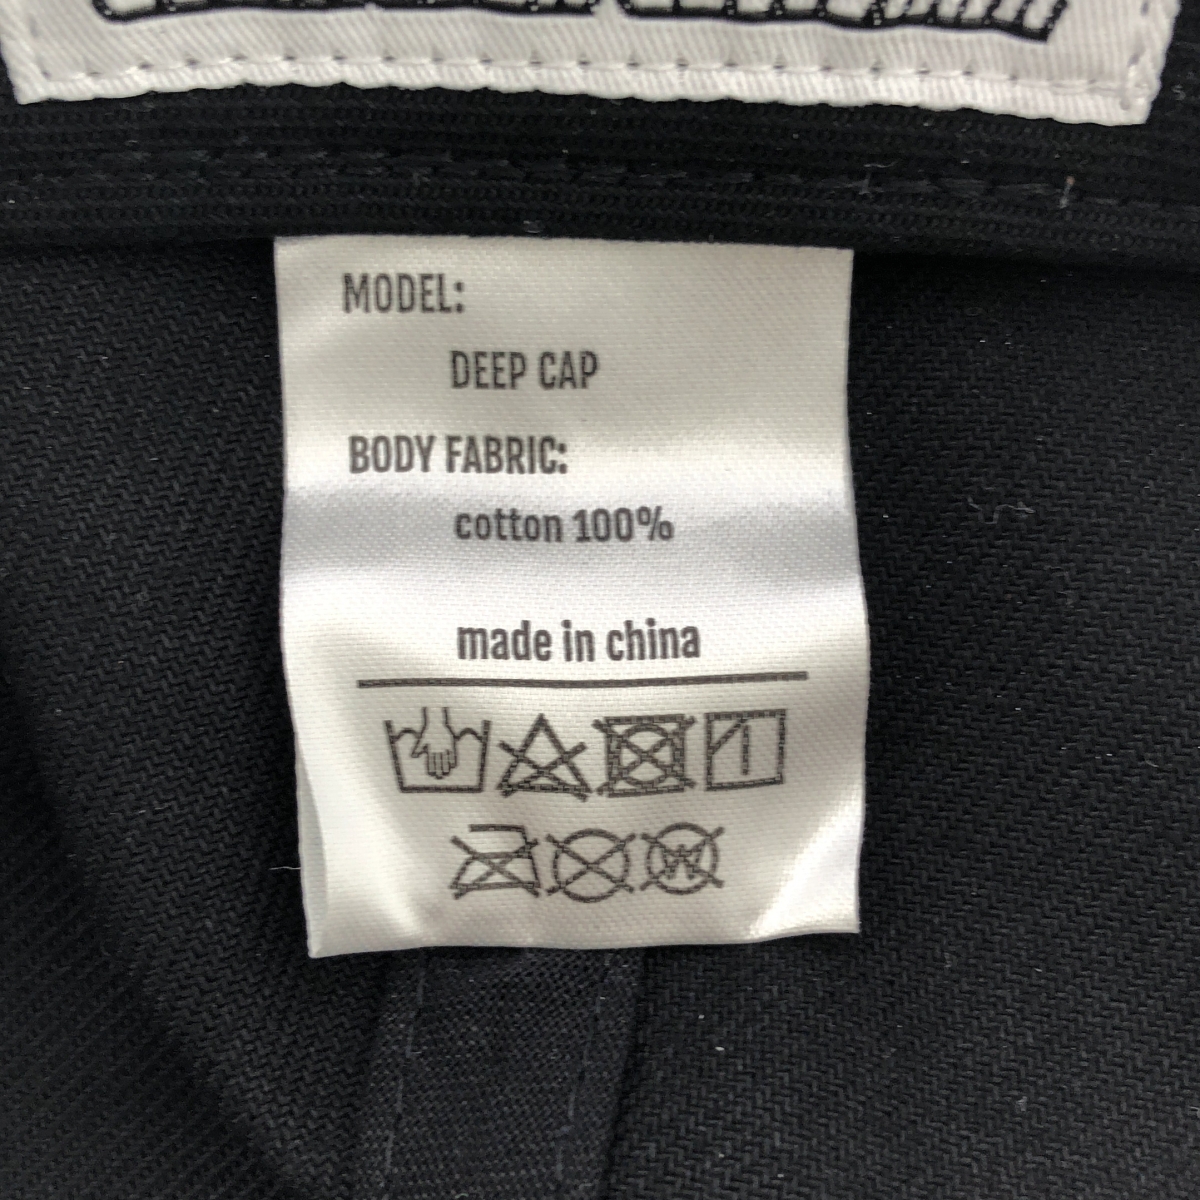 MODEL:
DEEP CAP
BODY FABRIC:
cotton 100%
made in china
W